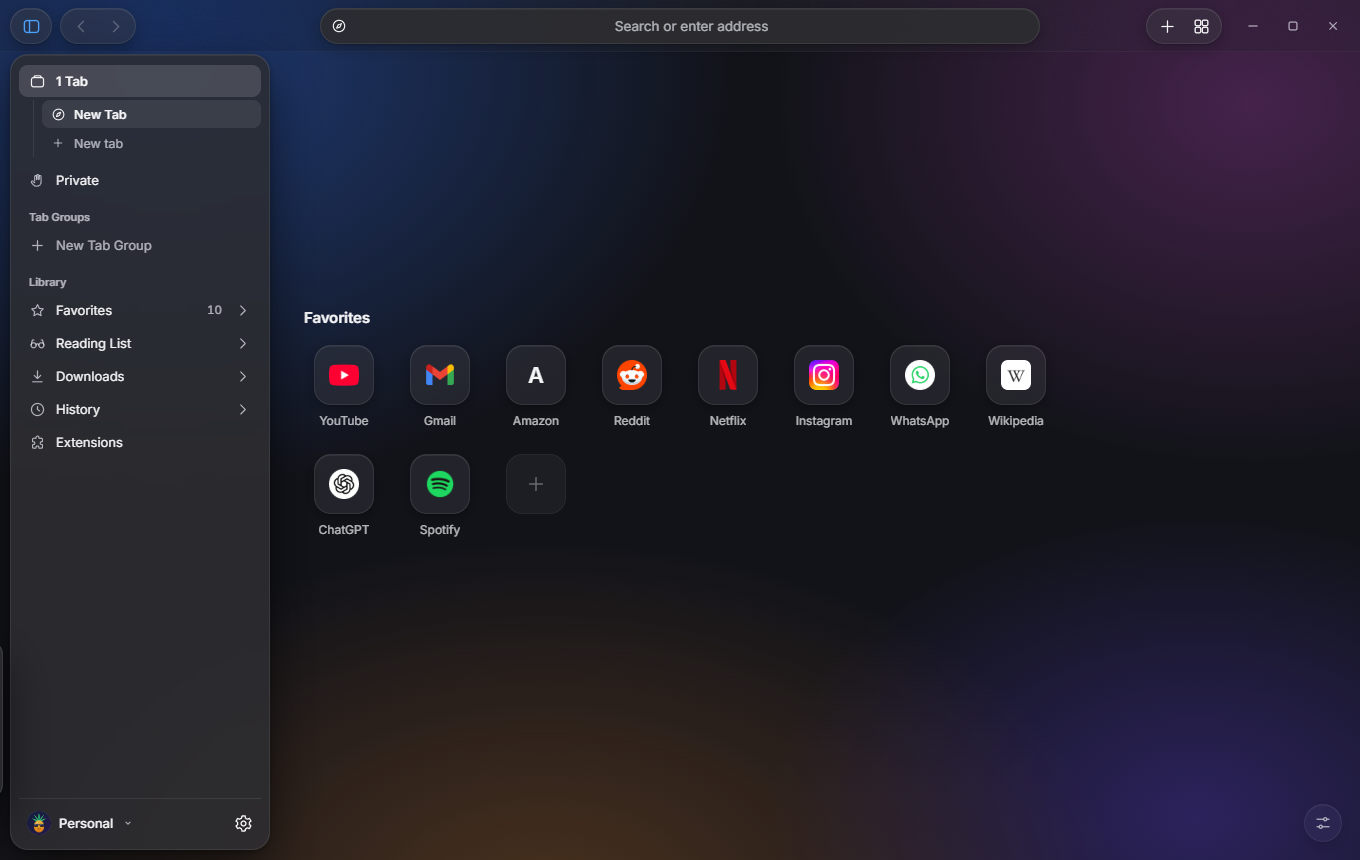 Search or enter address
1 Tab
New Tab
New tab
Private
Tab Groups
New Tab Group
Library
Favorites 10
Reading List
Downloads
History
Extensions
Personal
Favorites
A
W
YouTube Gmail Amazon Reddit Netflix Instagram WhatsApp Wikipedia
ChatGPT Spotify